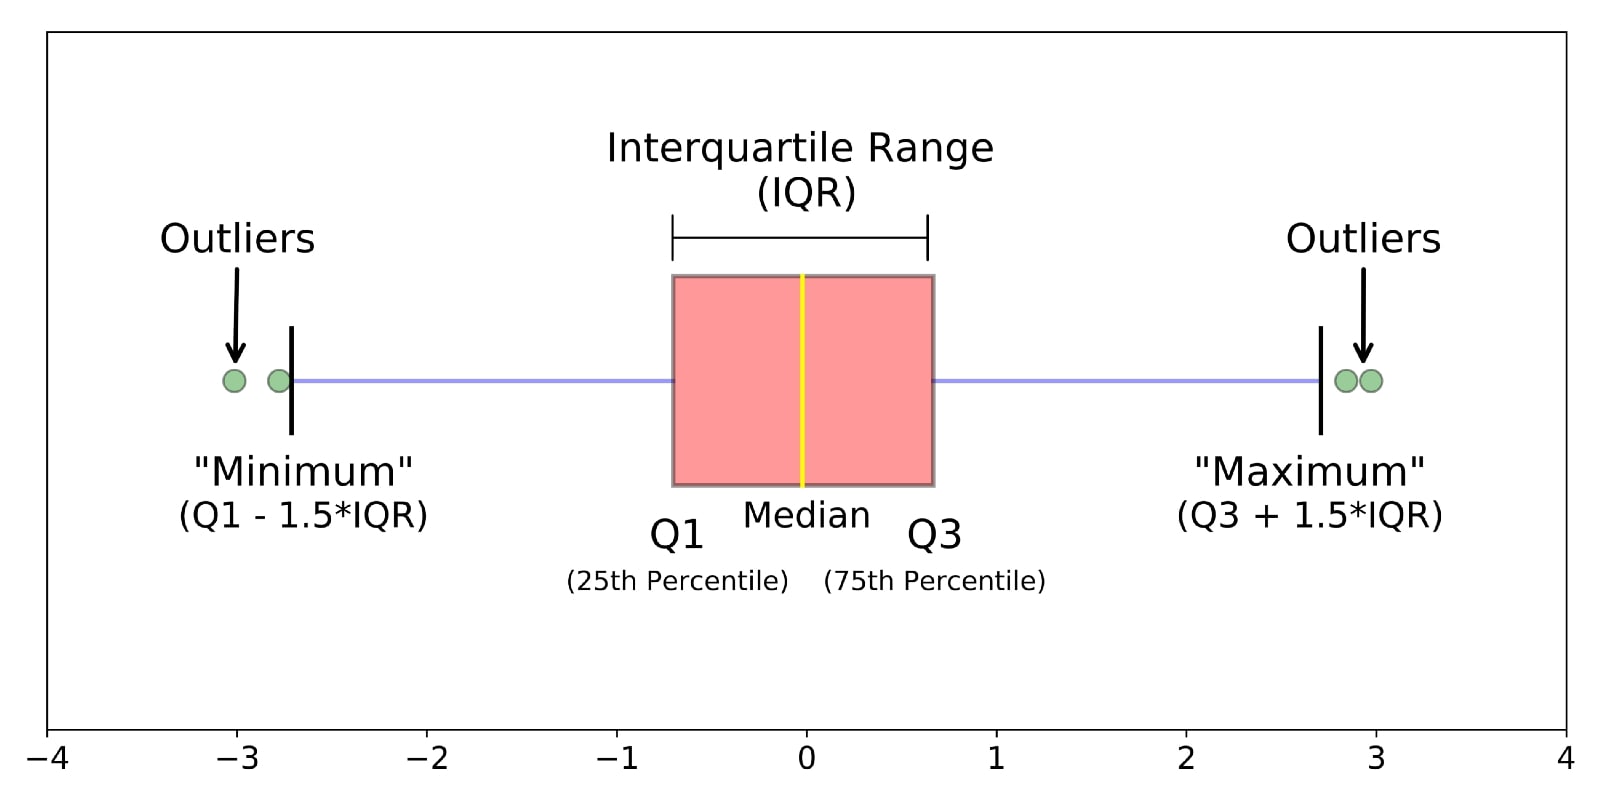 Interquartile Range
(IQR)
Outliers
Outliers
"Minimum"
(Q1 - 1.5*IQR)
"Maximum"
(Q3 + 1.5*IQR)
Median
Q1
Q3
(25th Percentile)
(75th Percentile)
−4
−3
−2
−1
0
1
2
3
4